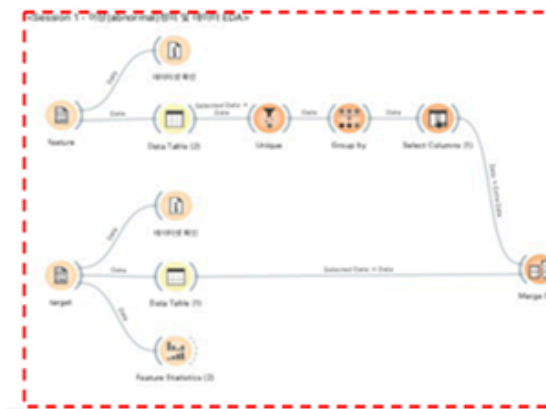 <Session 1 - 이상(abnormal)정의 및 데이터 EDA>
데이터셋 확인
Data
Selected Data → Data
Data
Data
Data
feature
Data Table (2)
Unique
Group by
Select Columns (1)
Data → Extra Data
데이터셋 확인
Data
Data
Selected Data → Data
target
Data Table (1)
Merge
Data
Feature Statistics (2)